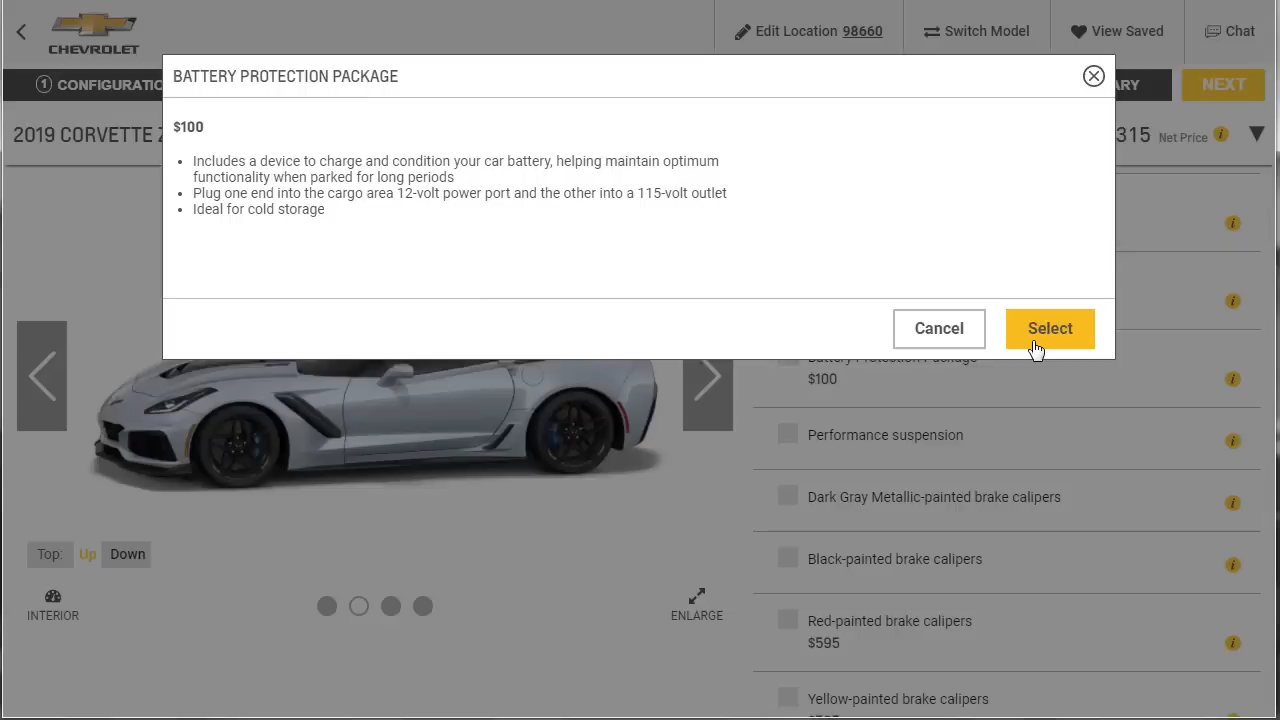 CHEVROLET
Edit Location 98660
Switch Model
View Saved
Chat
1 CONFIGURATIO
ARY
NEXT
2019 CORVETTE Z
315 Net Price i
BATTERY PROTECTION PACKAGE
$100
• Includes a device to charge and condition your car battery, helping maintain optimum
functionality when parked for long periods
• Plug one end into the cargo area 12-volt power port and the other into a 115-volt outlet
• Ideal for cold storage
Cancel
Select
i
i
Battery Protection Package
$100
i
Performance suspension
i
Dark Gray Metallic-painted brake calipers
i
Black-painted brake calipers
i
Red-painted brake calipers
$595
i
Yellow-painted brake calipers
Top: Up Down
INTERIOR
ENLARGE